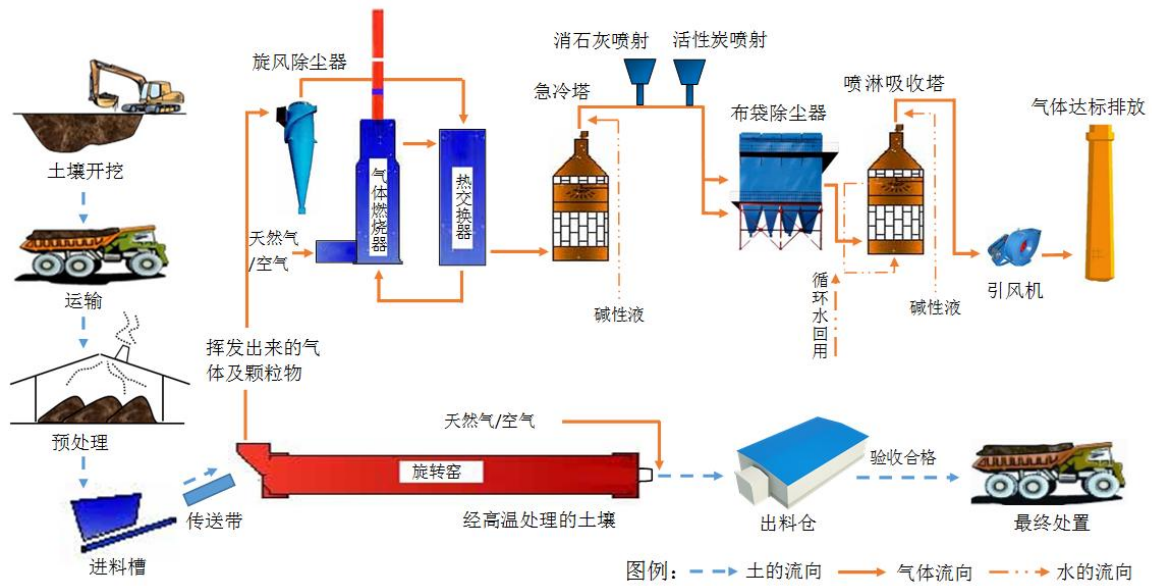 土壤开挖
运输
预处理
进料槽
传送带
挥发出来的气
体及颗粒物
旋风除尘器
天然气
/空气
气体燃烧器
热交换器
急冷塔
消石灰喷射
活性炭喷射
碱性液
布袋除尘器
循环水回用
喷淋吸收塔
碱性液
引风机
气体达标排放
天然气/空气
旋转窑
经高温处理的土壤
出料仓
验收合格
最终处置
图例:
土的流向
气体流向
水的流向